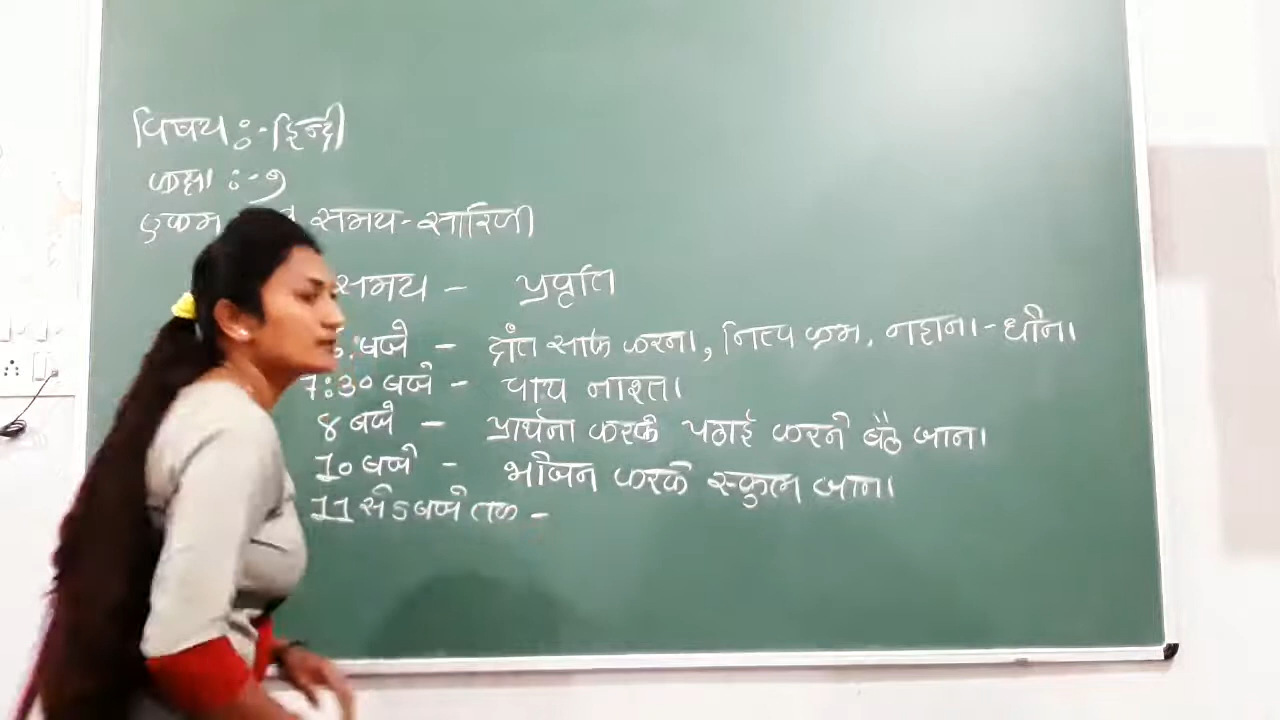 विषय :- हिन्दी
कक्षा :- ७
एकम समय-सारिणी
समय - प्रवृति
बजे - दांत साफ करना, नित्य क्रम, नहाना-धोना
7:30 बजे - चाय नाश्ता
8 बजे - प्रार्थना करके पढाई करने बैठ जाना
10 बजे - भोजन करके स्कुल जाना
11 से 5 बजे तक -